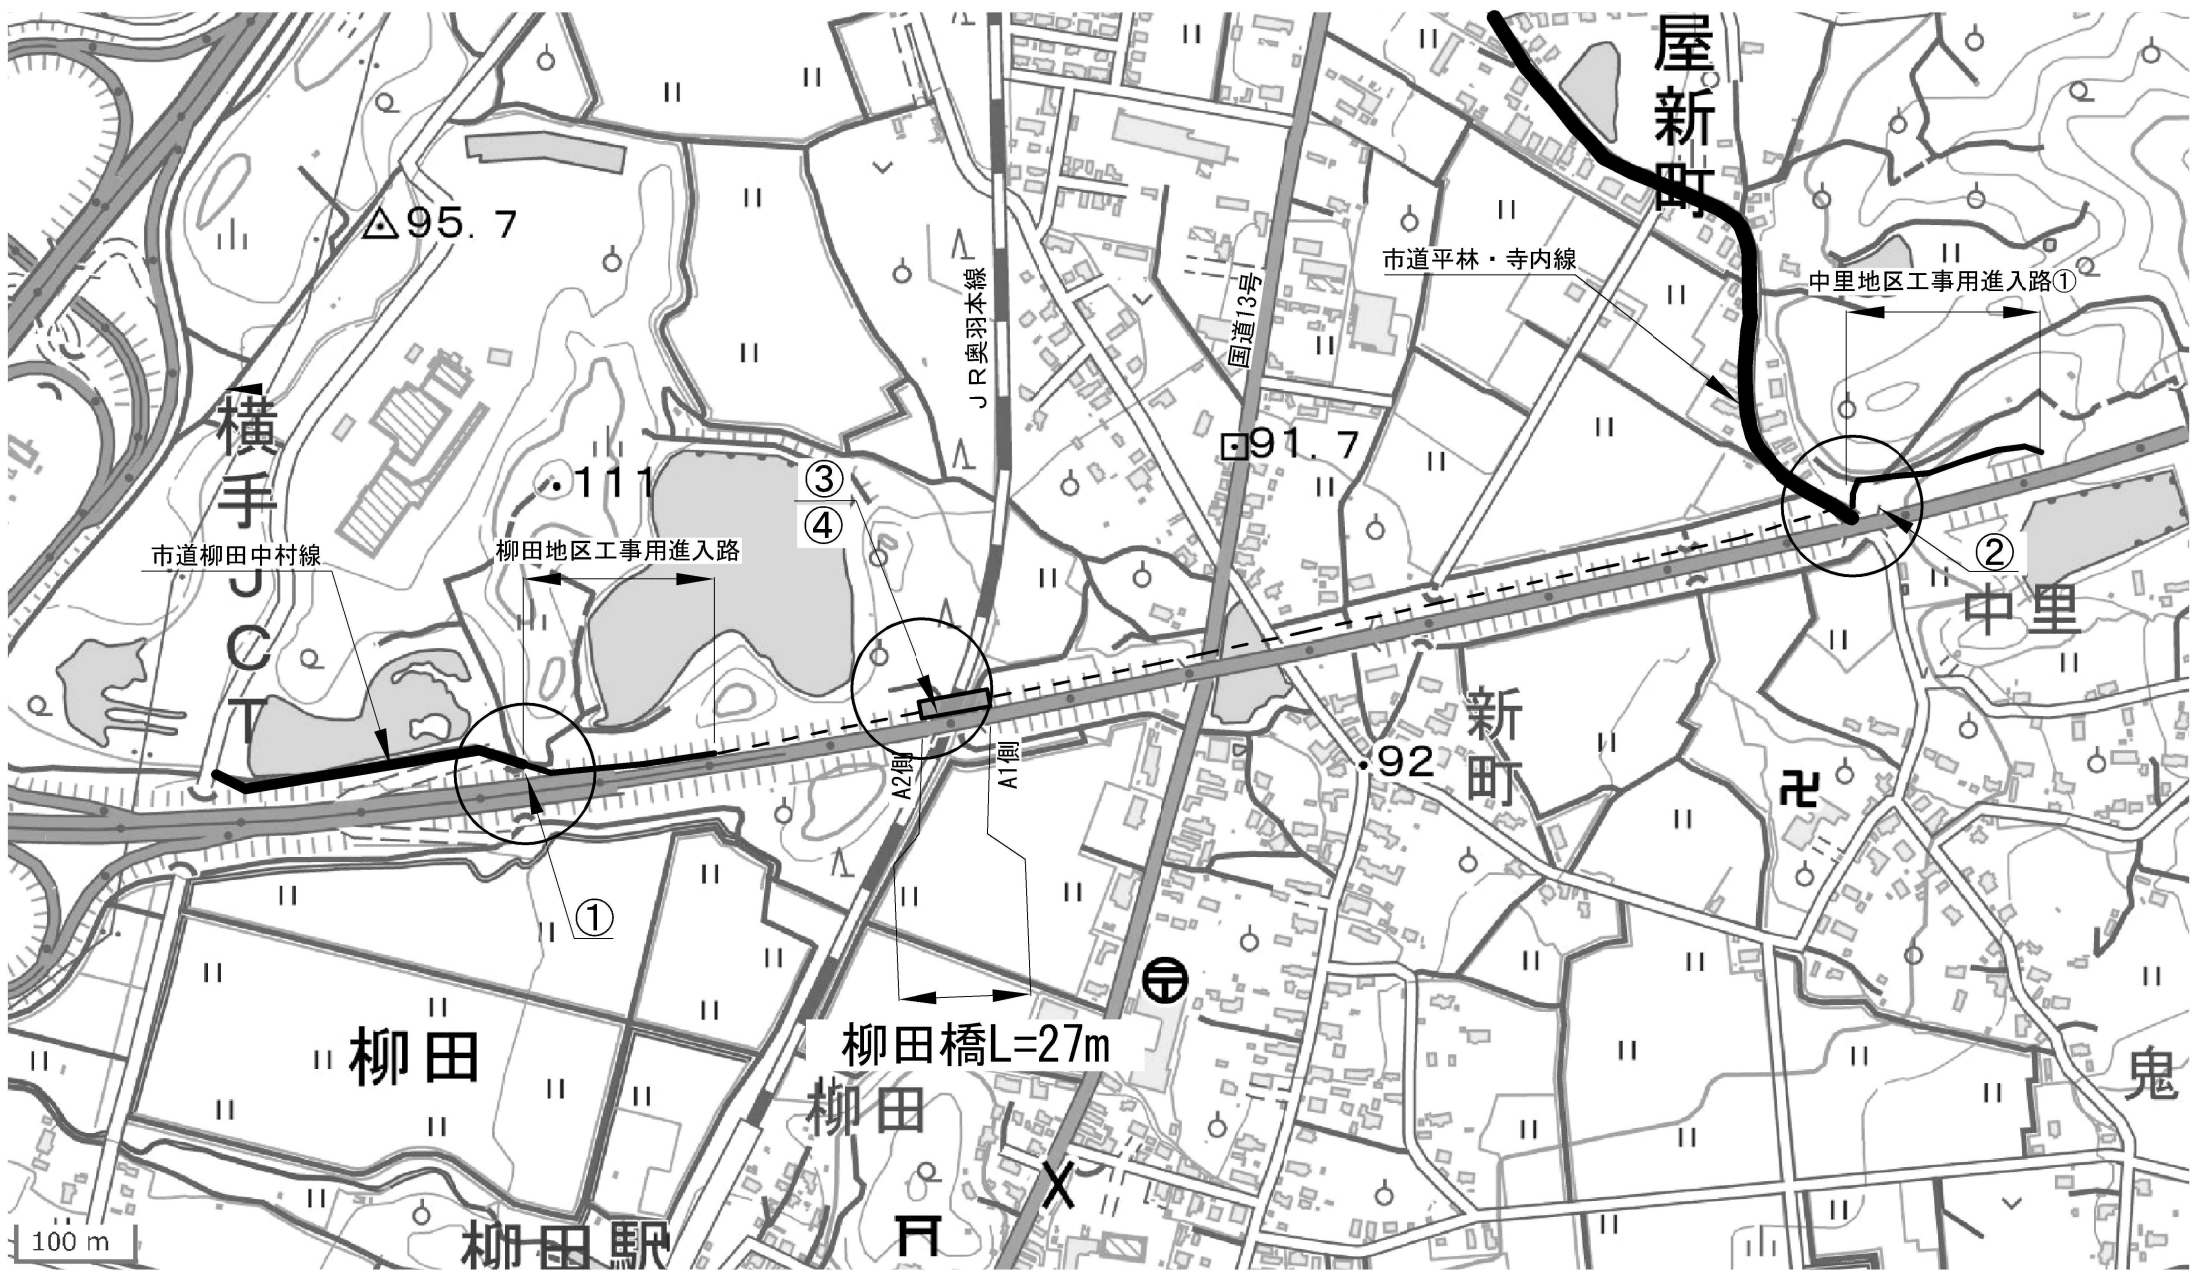 屋新町
95.7
市道平林・寺内線
中里地区工事用進入路①
JR奥羽本線
国道13号
横手JCT
91.7
111
③
④
市道柳田中村線
柳田地区工事用進入路
②
中里
新町
92
A2側
A1側
①
柳田
柳田橋L=27m
柳田
鬼
柳田駅
100 m